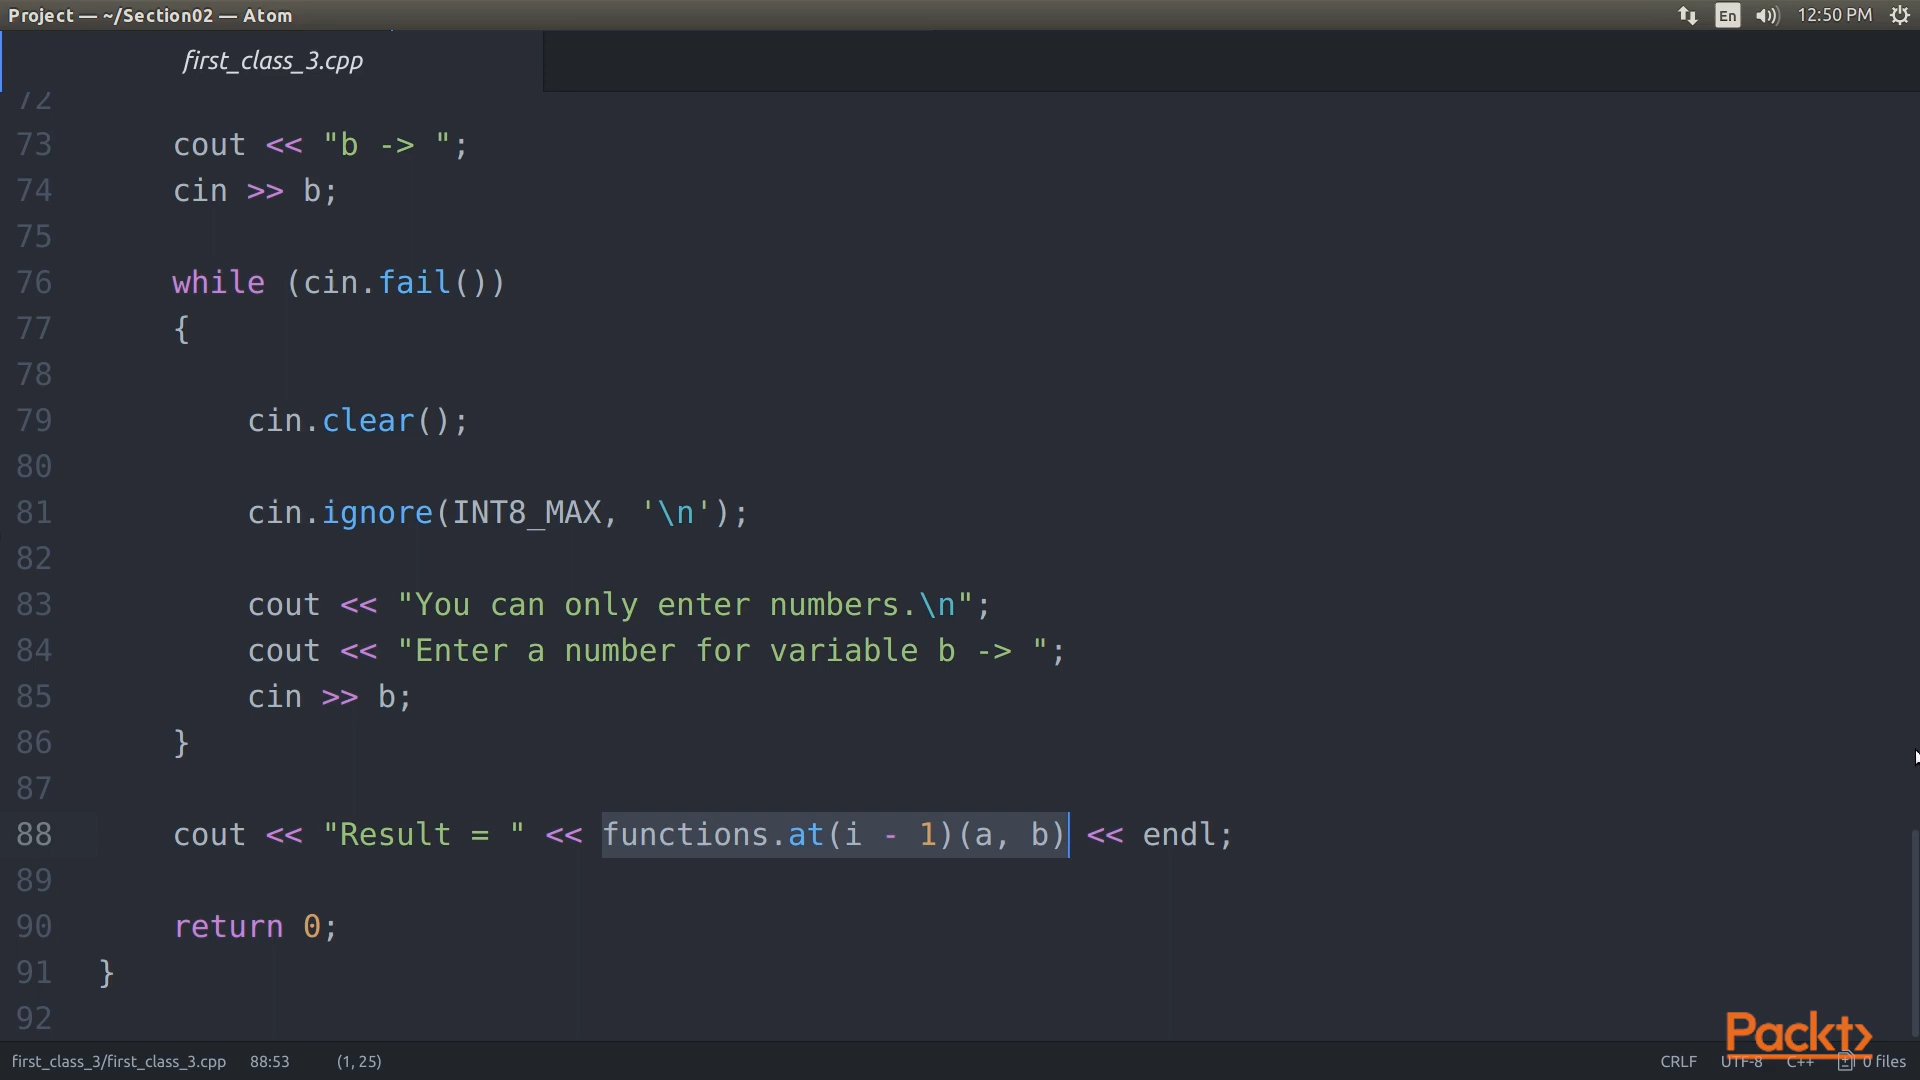 Project — ~/Section02 — Atom
En
12:50 PM
first_class_3.cpp
72
73 cout << "b -> ";
74 cin >> b;
75
76 while (cin.fail())
77 {
78
79 cin.clear();
80
81 cin.ignore(INT8_MAX, '\n');
82
83 cout << "You can only enter numbers.\n";
84 cout << "Enter a number for variable b -> ";
85 cin >> b;
86 }
87
88 cout << "Result = " << functions.at(i - 1)(a, b) << endl;
89
90 return 0;
91 }
92
Packt>
first_class_3/first_class_3.cpp 88:53 (1, 25) CRLF UTF-8 C++ 0 files